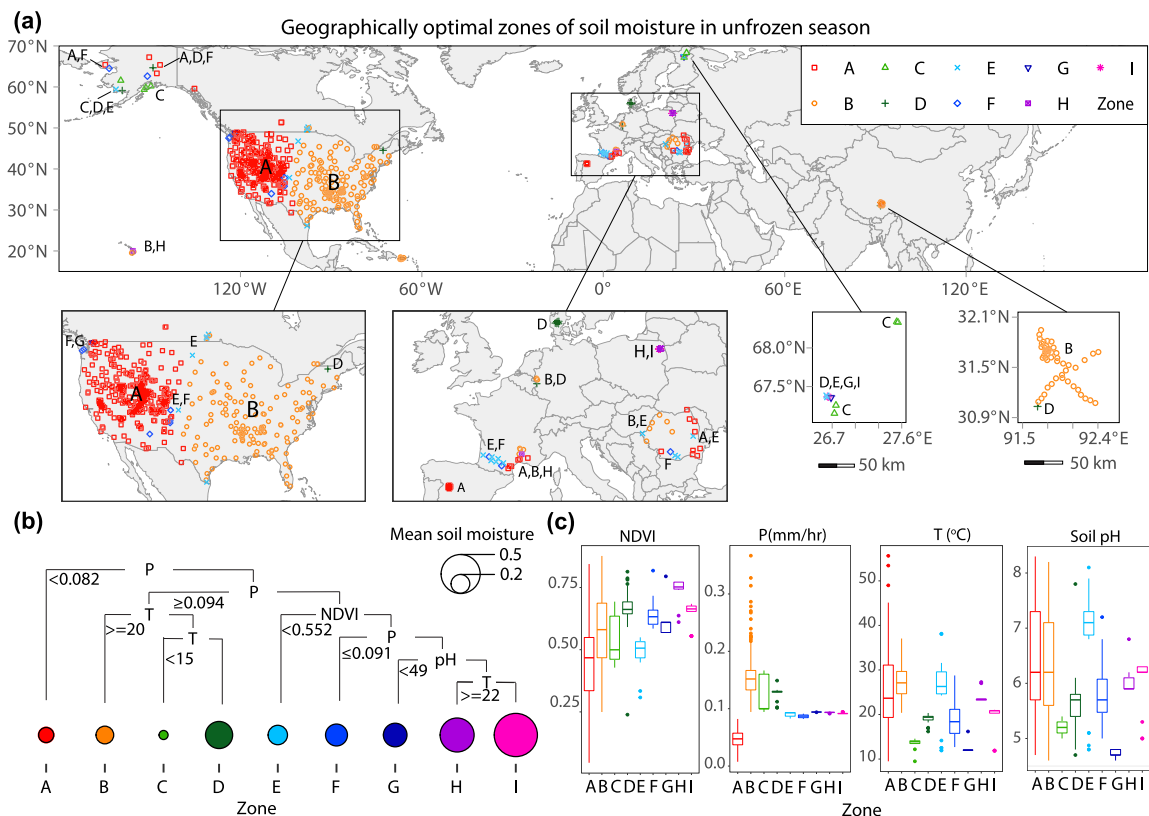 (a)
Geographically optimal zones of soil moisture in unfrozen season
70°N
60°N
50°N
40°N
30°N
20°N
120°W
60°W
0°
60°E
120°E
A,F
A,D,F
C,D,E
C
A
B
B,H
A C E G I
B D F H Zone
F,G
E
D
A
E,F
B
D
H,I
B,D
B,E
A,E
E,F
F
A,B,H
A
C
68.0°N
D,E,G,I
67.5°N
C
26.7 27.6°E
50 km
32.1°N
B
31.5°N
30.9°N
D
91.5 92.4°E
50 km
(b)
Mean soil moisture
0.5
0.2
P
<0.082
P
≥0.094
T
NDVI
>=20
<0.552
T
P
<15
≤0.091
pH
<49
T
>=22
A B C D E F G H I
Zone
(c)
NDVI P(mm/hr) T (°C) Soil pH
0.75
0.50
0.25
0.3
0.2
0.1
0.0
50
40
30
20
10
8
7
6
5
ABCDEFGHI ABCDEFGHI ABCDEFGHI ABCDEFGHI
Zone